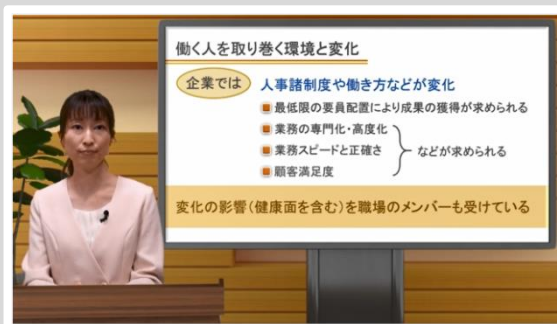 働く人を取り巻く環境と変化
企業では
人事諸制度や働き方などが変化
最低限の要員配置により成果の獲得が求められる
業務の専門化・高度化
業務スピードと正確さ
などが求められる
顧客満足度
変化の影響(健康面を含む)を職場のメンバーも受けている